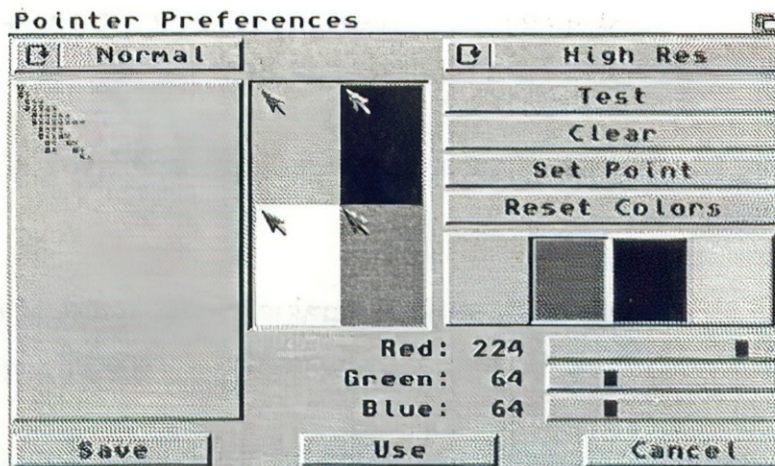 Pointer Preferences
Normal
High Res
Test
Clear
Set Point
Reset Colors
Red: 224
Green: 64
Blue: 64
Save Use Cancel